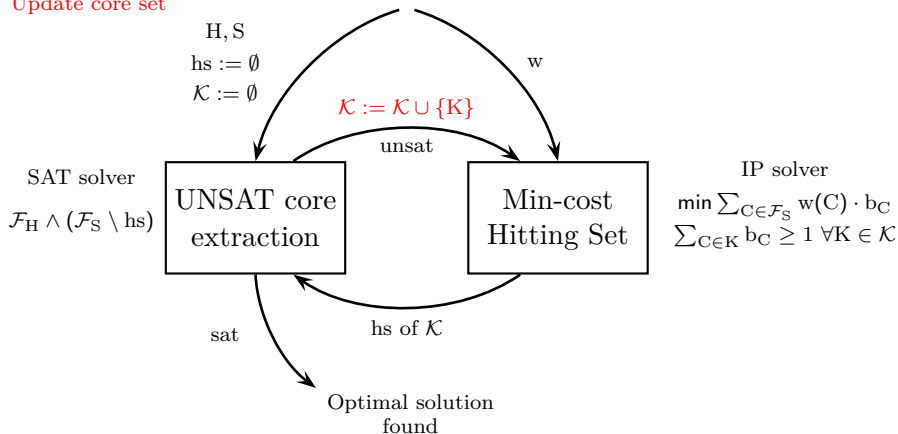 Update core set
H, S
hs := ∅
𝒦 := ∅
w
𝒦 := 𝒦 ∪ {K}
unsat
SAT solver
ℱ_H ∧ (ℱ_S \ hs)
UNSAT core
extraction
Min-cost
Hitting Set
IP solver
min ∑_{C∈ℱ_S} w(C) · b_C
∑_{C∈K} b_C ≥ 1 ∀K ∈ 𝒦
hs of 𝒦
sat
Optimal solution
found